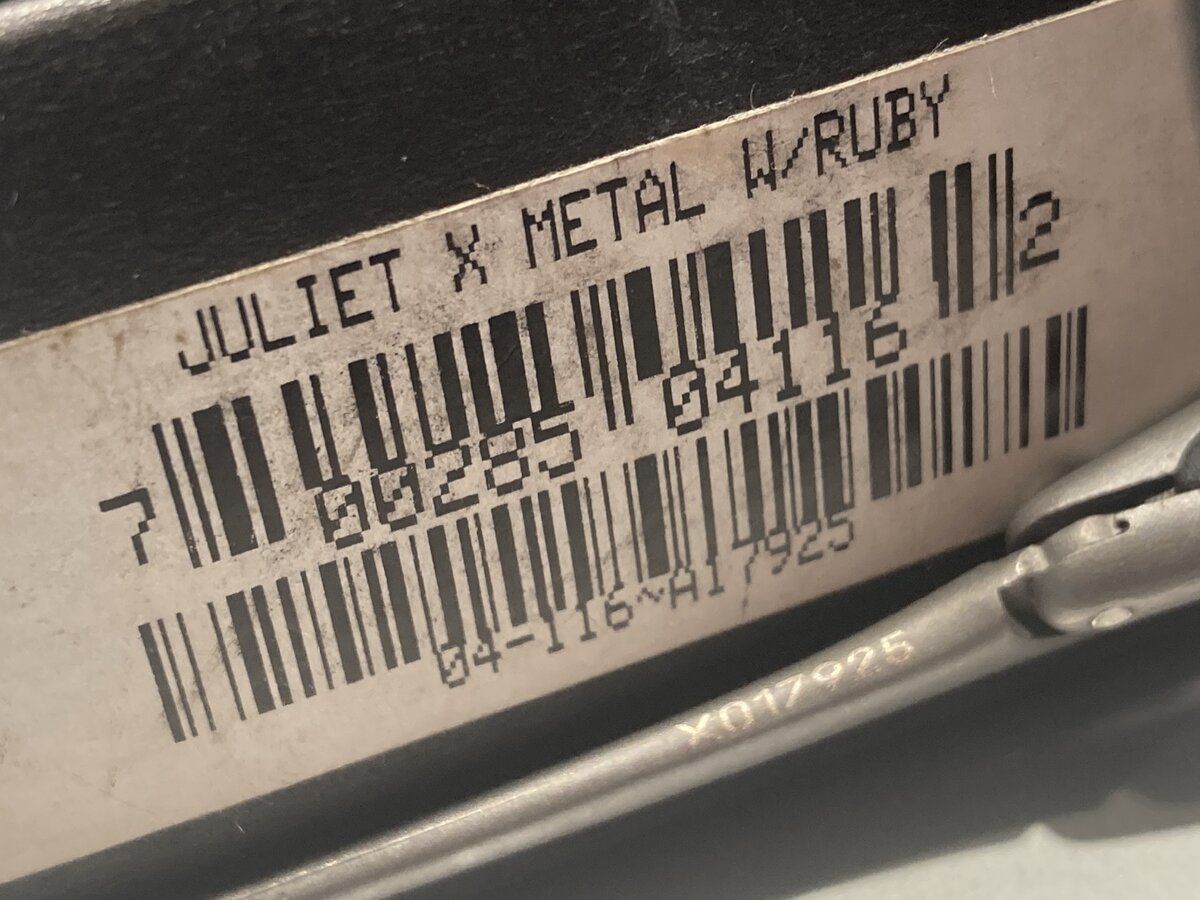 JULIET X METAL W/RUBY
7 00285 04116 2
04-116~A17925
X017925